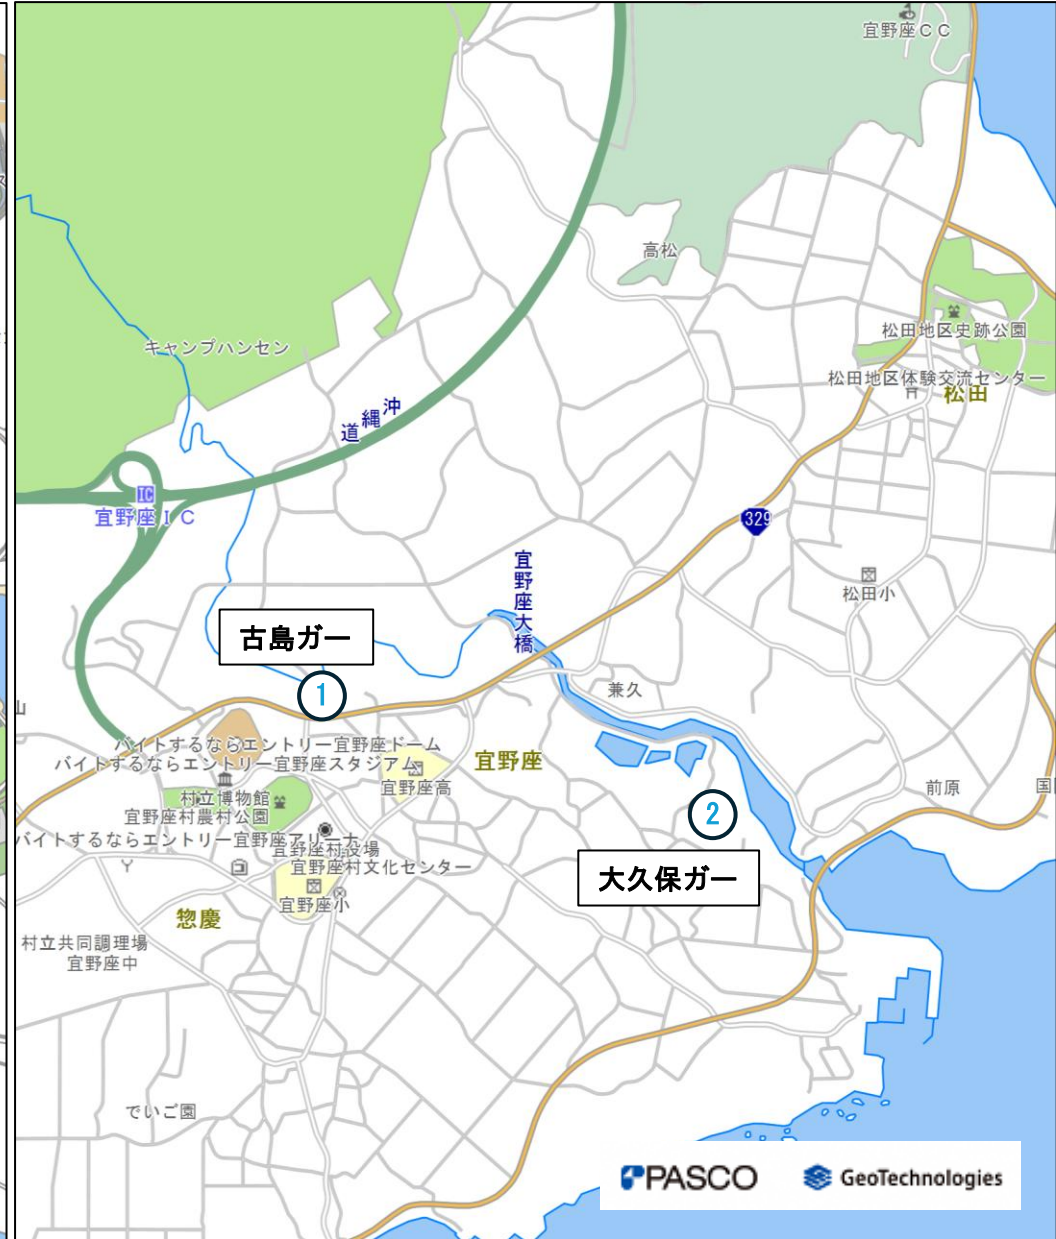 宜野座CC
高松
松田地区史跡公園
キャンプハンセン
松田地区体験交流センター
松田
沖縄道
IC
宜野座IC
329
宜野座大橋
松田小
古島ガー
1
兼久
山
バイトするならエントリー宜野座ドーム
宜野座
バイトするならエントリー宜野座スタジアム
宜野座高
前原
国
村立博物館
宜野座村農村公園
2
バイトするならエントリー宜野座アリーナ
宜野座村役場
宜野座村文化センター
大久保ガー
宜野座小
惣慶
村立共同調理場
宜野座中
でいご園
PASCO
GeoTechnologies